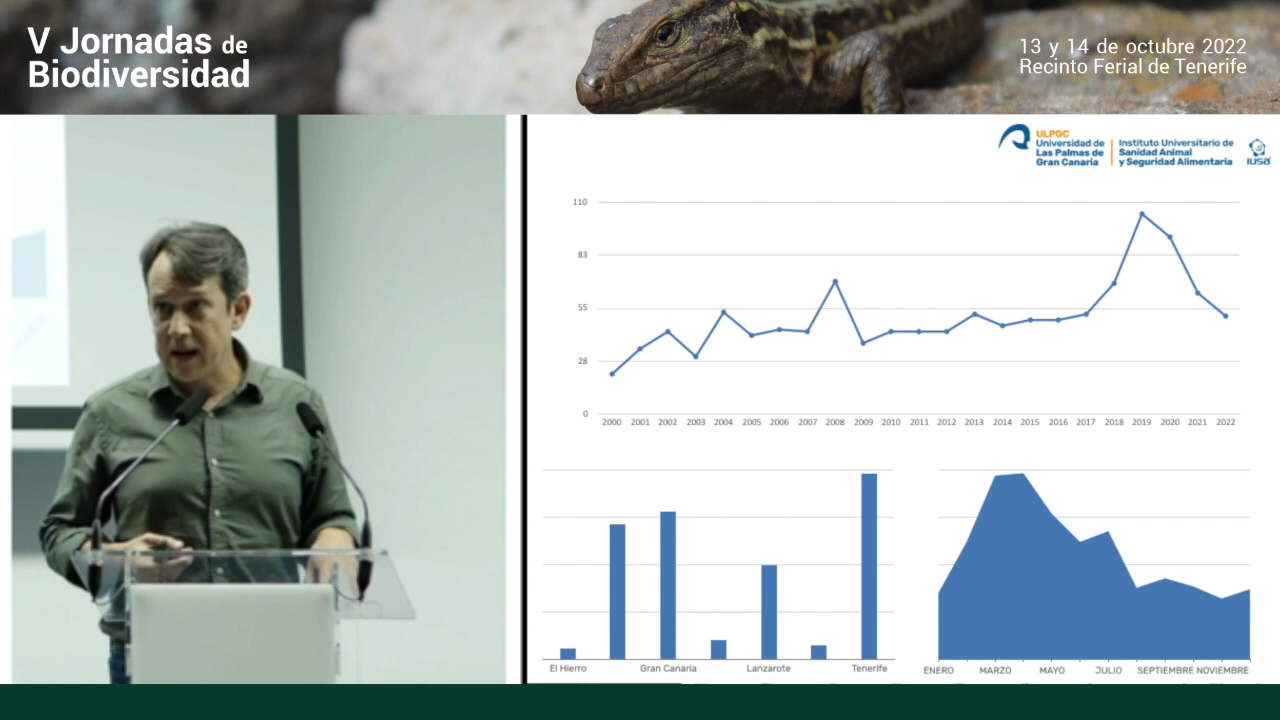 V Jornadas de
Biodiversidad
13 y 14 de octubre 2022
Recinto Ferial de Tenerife
ULPGC
Universidad de
Las Palmas de
Gran Canaria
Instituto Universitario de
Sanidad Animal
y Seguridad Alimentaria
IUSA
110
83
55
28
0
2000 2001 2002 2003 2004 2005 2006 2007 2008 2009 2010 2011 2012 2013 2014 2015 2016 2017 2018 2019 2020 2021 2022
El Hierro Gran Canaria Lanzarote Tenerife
ENERO MARZO MAYO JULIO SEPTIEMBRE NOVIEMBRE